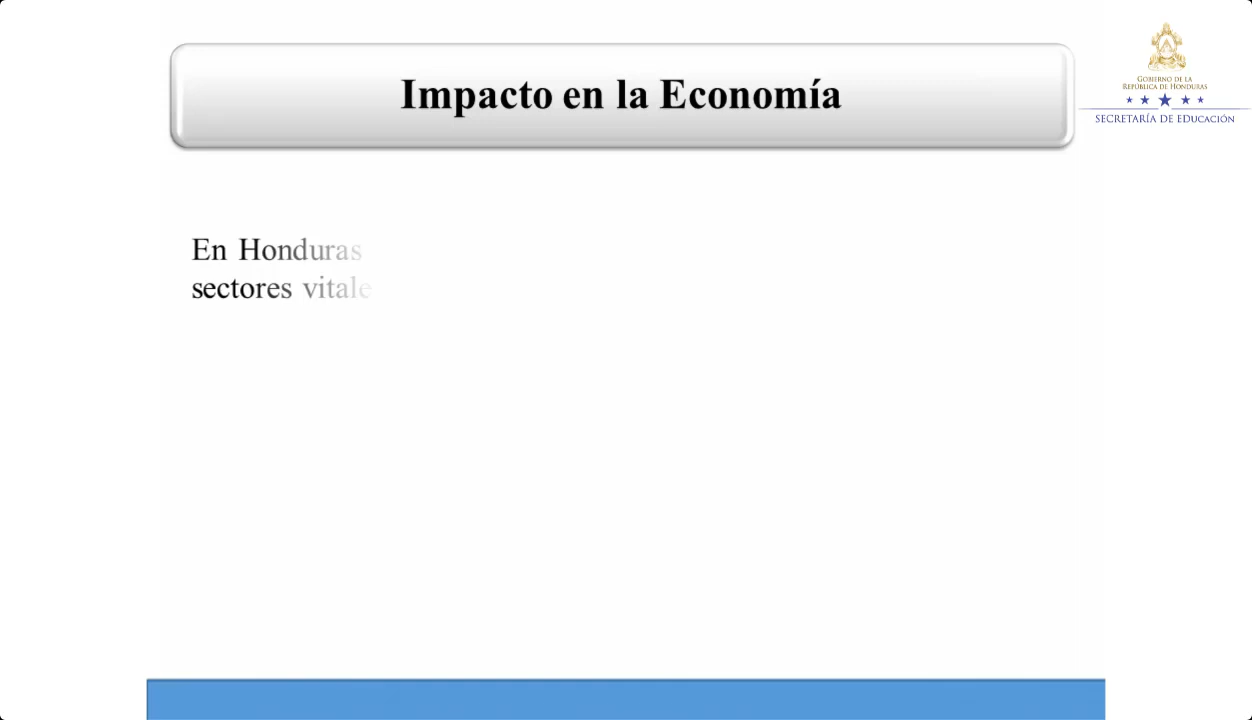 Impacto en la Economía
GOBIERNO DE LA
REPÚBLICA DE HONDURAS
SECRETARÍA DE EDUCACIÓN
En Honduras
sectores vitale